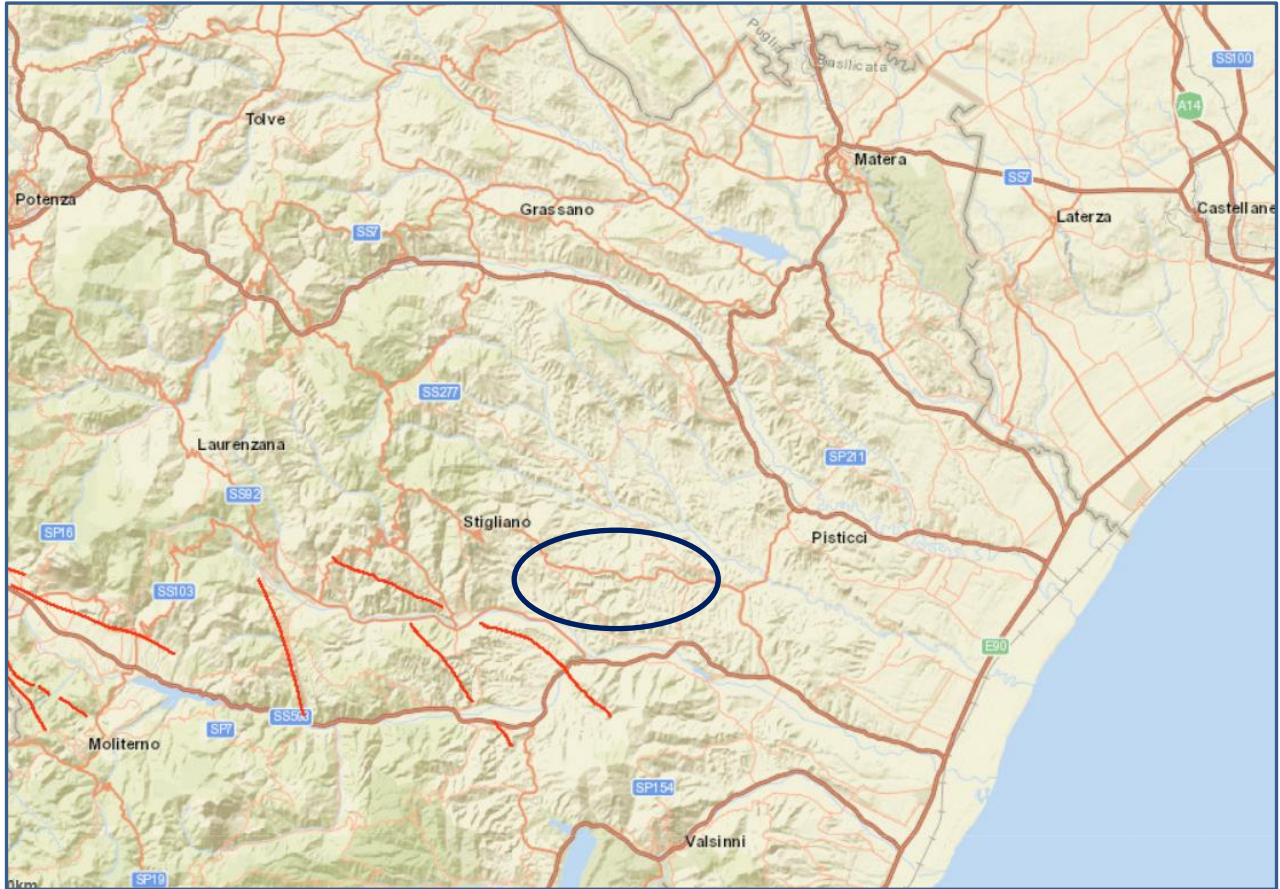 Puglia
Basilicata
SS100
A14
Tolve
Matera
SS7
Potenza
Grassano
Laterza
Castellane
SS7
SS277
Laurenzana
SP211
SS92
Stigliano
SP16
Pisticci
SS103
E90
SP7
Moliterno
SP154
Valsinni
SP19